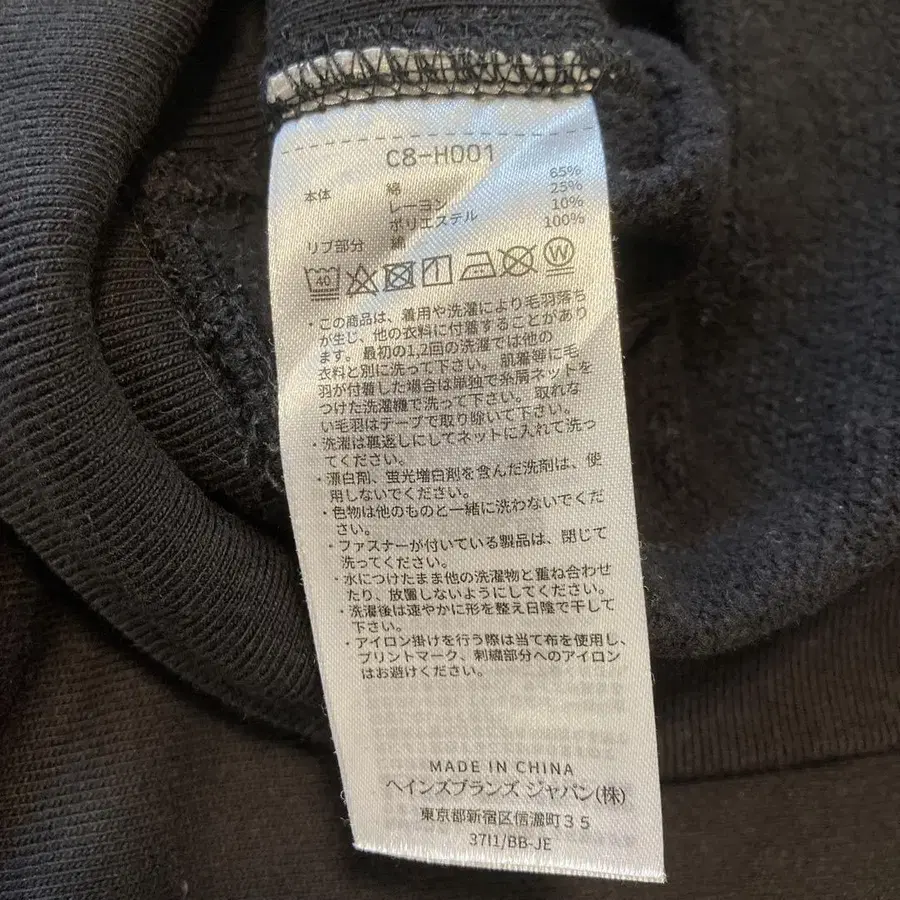 C8-H001
本体 綿 65%
レーヨン 25%
ポリエステル 10%
リブ部分 綿 100%
40 W
・この商品は、着用や洗濯により毛羽落ち
が生じ、他の衣料に付着することがあり
ます。最初の1,2回の洗濯では他の
衣料と別に洗って下さい。肌着等に毛
羽が付着した場合は単独で糸屑ネットを
つけた洗濯機で洗って下さい。取れな
い毛羽はテープで取り除いて下さい。
・洗濯は裏返しにしてネットに入れて洗っ
てください。
・漂白剤、蛍光増白剤を含んだ洗剤は、使
用しないでください。
・色物は他のものと一緒に洗わないでくだ
さい。
・ファスナーが付いている製品は、閉じて
洗ってください。
・水につけたまま他の洗濯物と重ね合わせ
たり、放置しないようにしてください。
・洗濯後は速やかに形を整え日陰で干して
下さい。
・アイロン掛けを行う際は当て布を使用し、
プリントマーク、刺繍部分へのアイロン
はお避けください。
MADE IN CHINA
ヘインズブランズ ジャパン(株)
東京都新宿区信濃町35
37I1/BB-JE